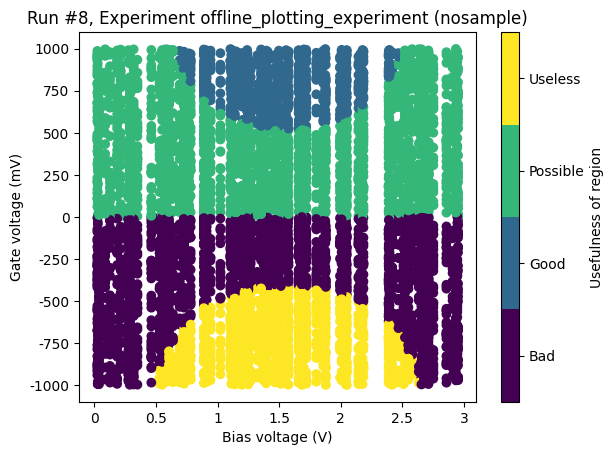 Run #8, Experiment offline_plotting_experiment (nosample)
1000
750
500
250
0
-250
-500
-750
-1000
Gate voltage (mV)
0
0.5
1
1.5
2
2.5
3
Bias voltage (V)
Useless
Possible
Good
Bad
Usefulness of region